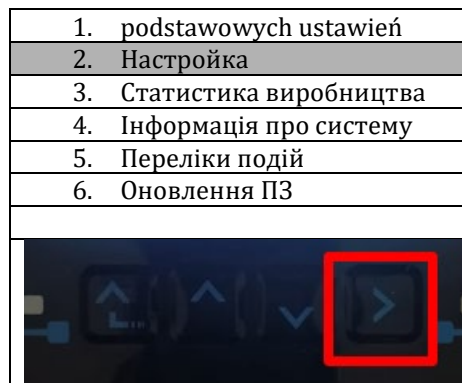 1. podstawowych ustawień
2. Настройка
3. Статистика виробництва
4. Інформація про систему
5. Переліки подій
6. Оновлення ПЗ